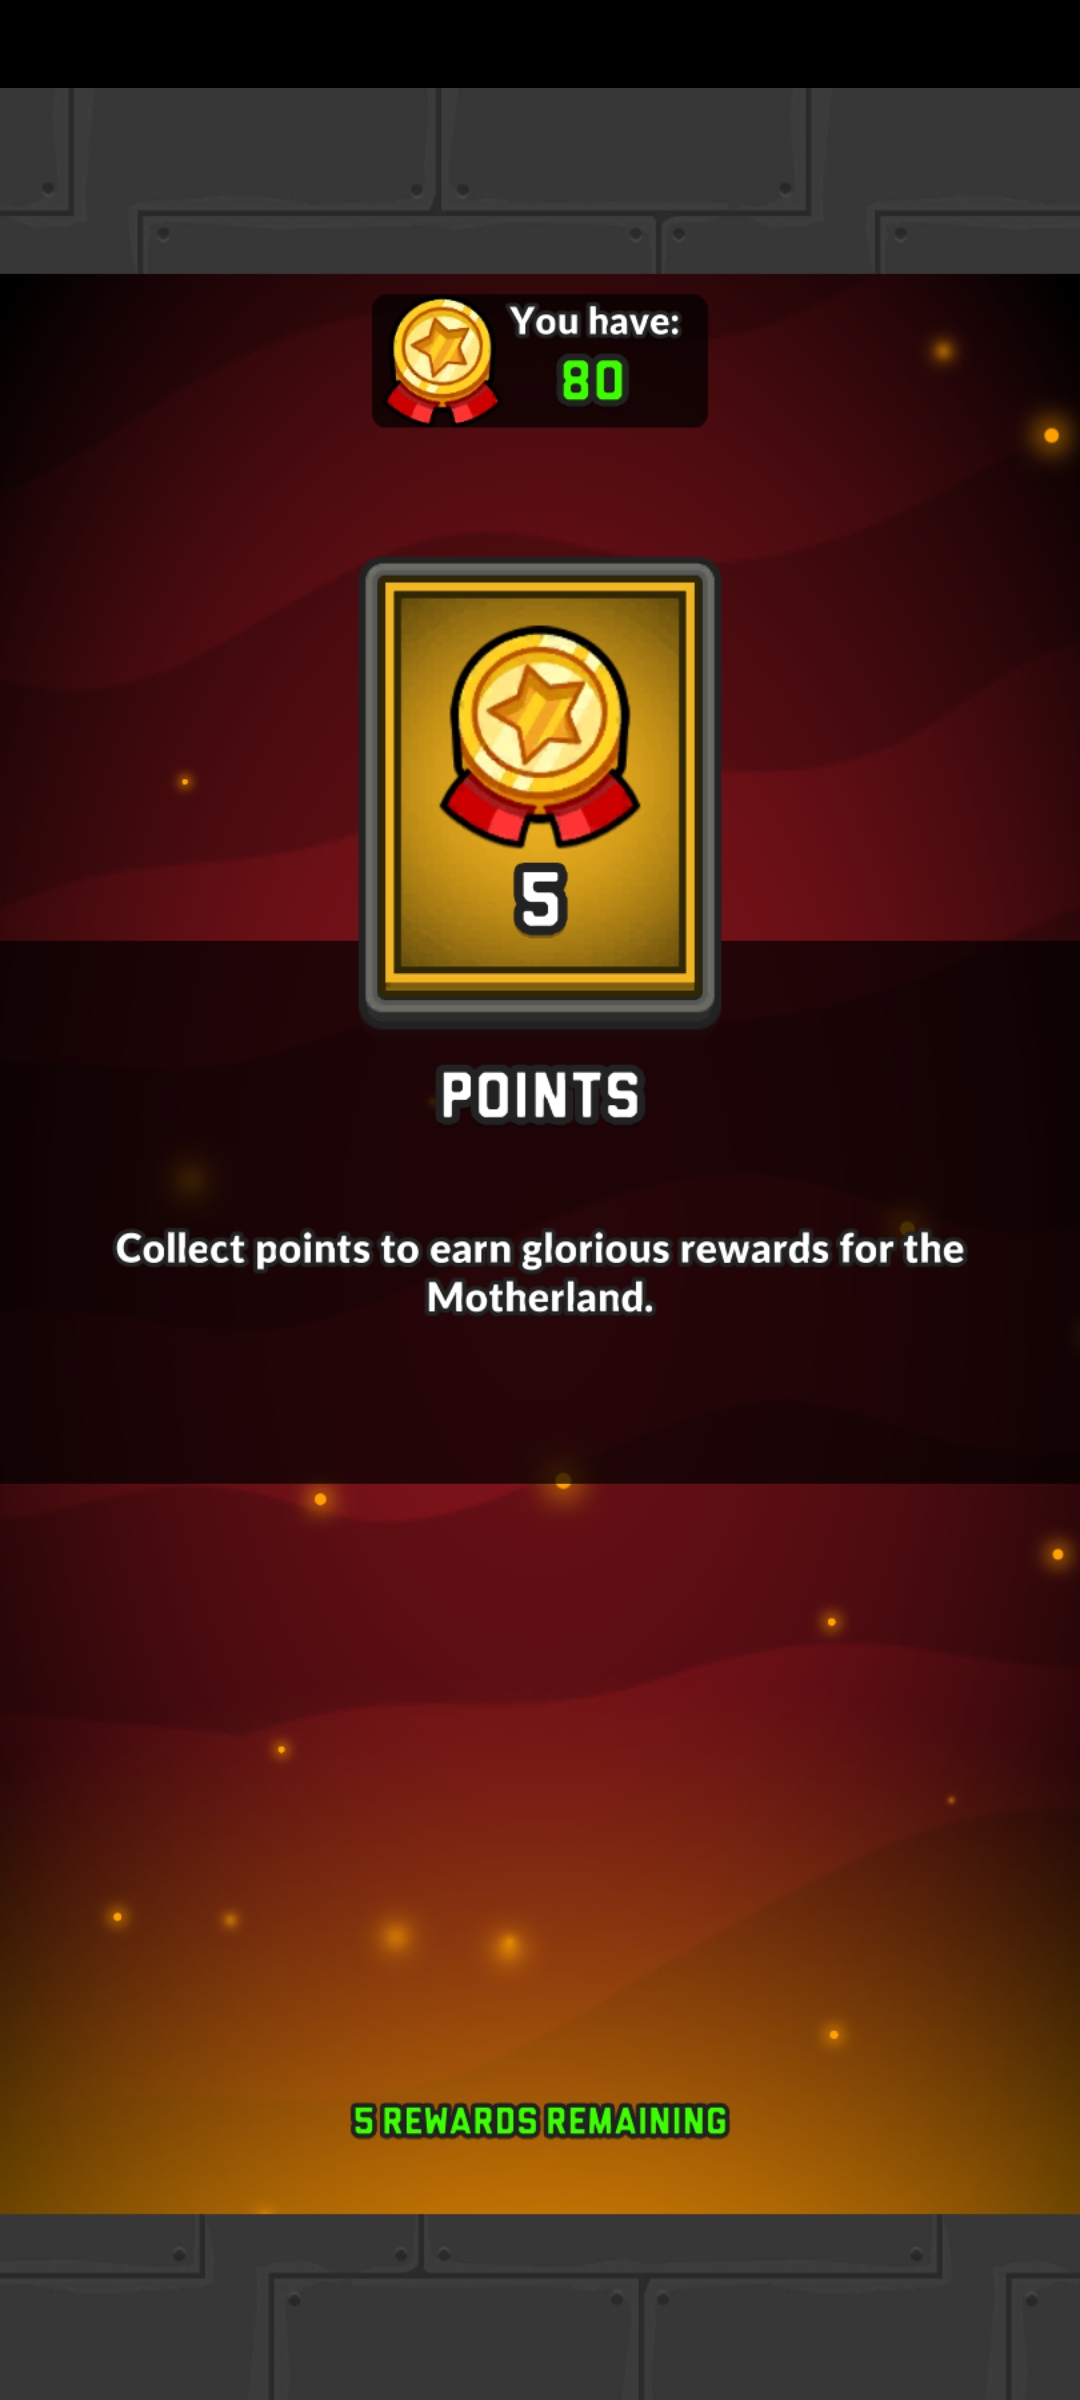 You have:
80
5
POINTS
Collect points to earn glorious rewards for the
Motherland.
5 REWARDS REMAINING